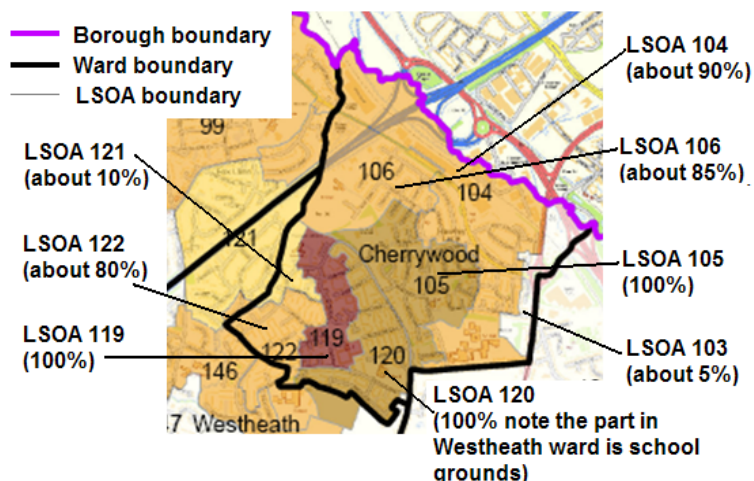 Borough boundary
Ward boundary
LSOA boundary
LSOA 104
(about 90%)
LSOA 106
(about 85%)
LSOA 105
(100%)
LSOA 103
(about 5%)
LSOA 120
(100% note the part in
Westheath ward is school
grounds)
LSOA 121
(about 10%)
LSOA 122
(about 80%)
LSOA 119
(100%)
99
106
104
121
Cherrywood
105
119
122
120
146
47 Westheath